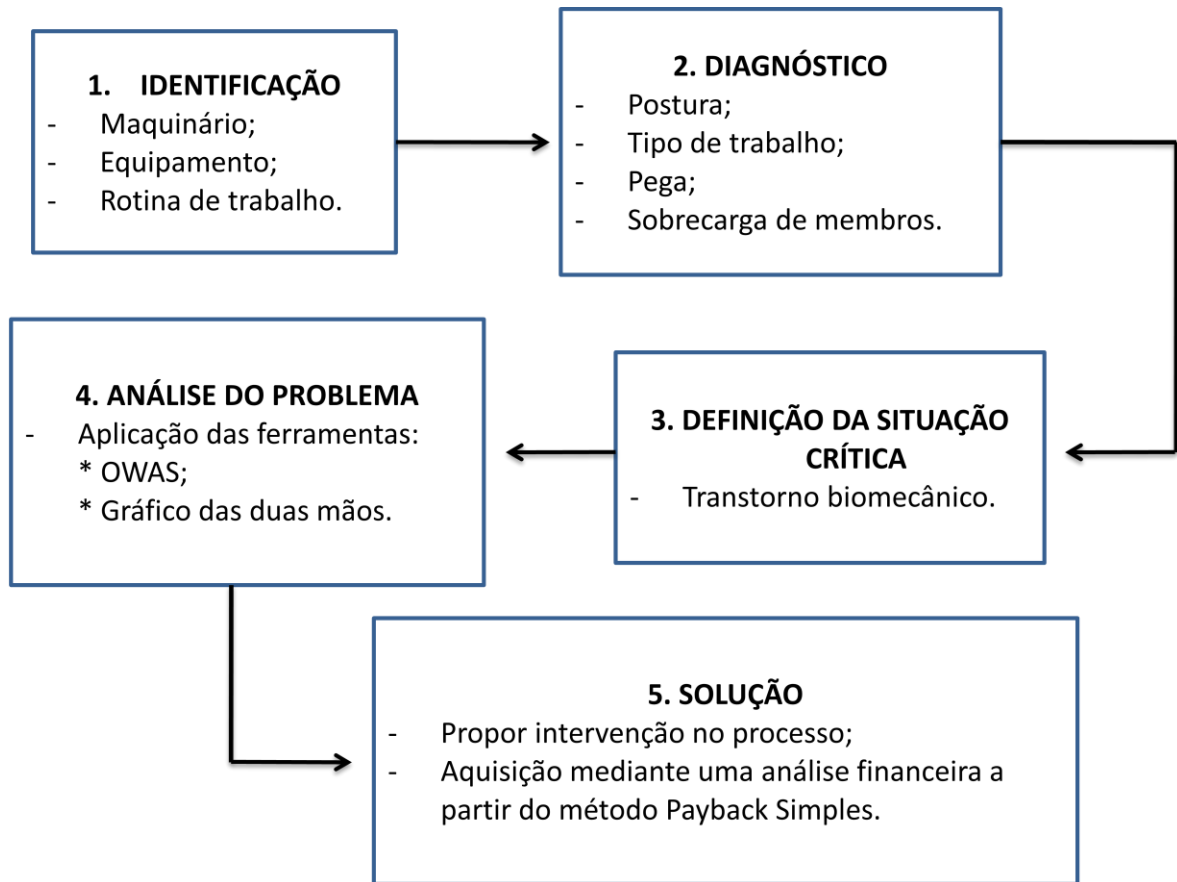 1. IDENTIFICAÇÃO
- Maquinário;
- Equipamento;
- Rotina de trabalho.
2. DIAGNÓSTICO
- Postura;
- Tipo de trabalho;
- Pega;
- Sobrecarga de membros.
3. DEFINIÇÃO DA SITUAÇÃO
CRÍTICA
- Transtorno biomecânico.
4. ANÁLISE DO PROBLEMA
- Aplicação das ferramentas:
* OWAS;
* Gráfico das duas mãos.
5. SOLUÇÃO
- Propor intervenção no processo;
- Aquisição mediante uma análise financeira a
partir do método Payback Simples.